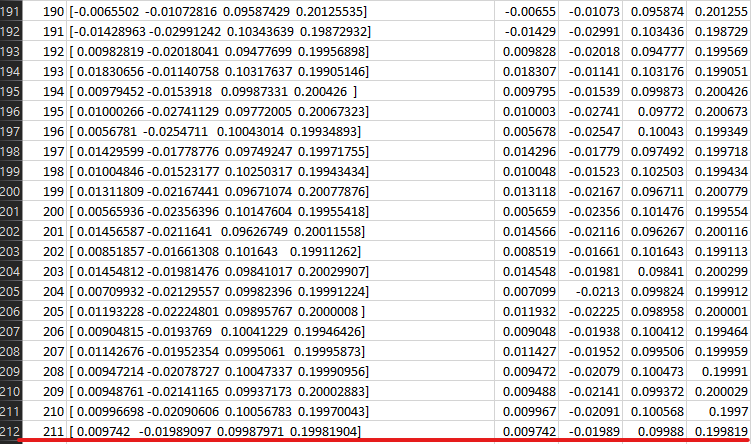 191 190 [-0.0065502 -0.01072816 0.09587429 0.20125535] -0.00655 -0.01073 0.095874 0.201255
192 191 [-0.01428963 -0.02991242 0.10343639 0.19872932] -0.01429 -0.02991 0.103436 0.198729
193 192 [ 0.00982819 -0.02018041 0.09477699 0.19956898] 0.009828 -0.02018 0.094777 0.199569
194 193 [ 0.01830656 -0.01140758 0.10317637 0.19905146] 0.018307 -0.01141 0.103176 0.199051
195 194 [ 0.00979452 -0.0153918 0.09987331 0.200426 ] 0.009795 -0.01539 0.099873 0.200426
196 195 [ 0.01000266 -0.02741129 0.09772005 0.20067323] 0.010003 -0.02741 0.09772 0.200673
197 196 [ 0.0056781 -0.0254711 0.10043014 0.19934893] 0.005678 -0.02547 0.10043 0.199349
198 197 [ 0.01429599 -0.01778776 0.09749247 0.19971755] 0.014296 -0.01779 0.097492 0.199718
199 198 [ 0.01004846 -0.01523177 0.10250317 0.19943434] 0.010048 -0.01523 0.102503 0.199434
200 199 [ 0.01311809 -0.02167441 0.09671074 0.20077876] 0.013118 -0.02167 0.096711 0.200779
201 200 [ 0.00565936 -0.02356396 0.10147604 0.19955418] 0.005659 -0.02356 0.101476 0.199554
202 201 [ 0.01456587 -0.0211641 0.09626749 0.20011558] 0.014566 -0.02116 0.096267 0.200116
203 202 [ 0.00851857 -0.01661308 0.101643 0.19911262] 0.008519 -0.01661 0.101643 0.199113
204 203 [ 0.01454812 -0.01981476 0.09841017 0.20029907] 0.014548 -0.01981 0.09841 0.200299
205 204 [ 0.00709932 -0.02129557 0.09982396 0.19991224] 0.007099 -0.0213 0.099824 0.199912
206 205 [ 0.01193228 -0.02224801 0.09895767 0.2000008 ] 0.011932 -0.02225 0.098958 0.200001
207 206 [ 0.00904815 -0.0193769 0.10041229 0.19946426] 0.009048 -0.01938 0.100412 0.199464
208 207 [ 0.01142676 -0.01952354 0.0995061 0.19995873] 0.011427 -0.01952 0.099506 0.199959
209 208 [ 0.00947214 -0.02078727 0.10047337 0.19990956] 0.009472 -0.02079 0.100473 0.19991
210 209 [ 0.00948761 -0.02141165 0.09937173 0.20002883] 0.009488 -0.02141 0.099372 0.200029
211 210 [ 0.00996698 -0.02090606 0.10056783 0.19970043] 0.009967 -0.02091 0.100568 0.1997
212 211 [ 0.009742 -0.01989097 0.09987971 0.19981904] 0.009742 -0.01989 0.09988 0.199819